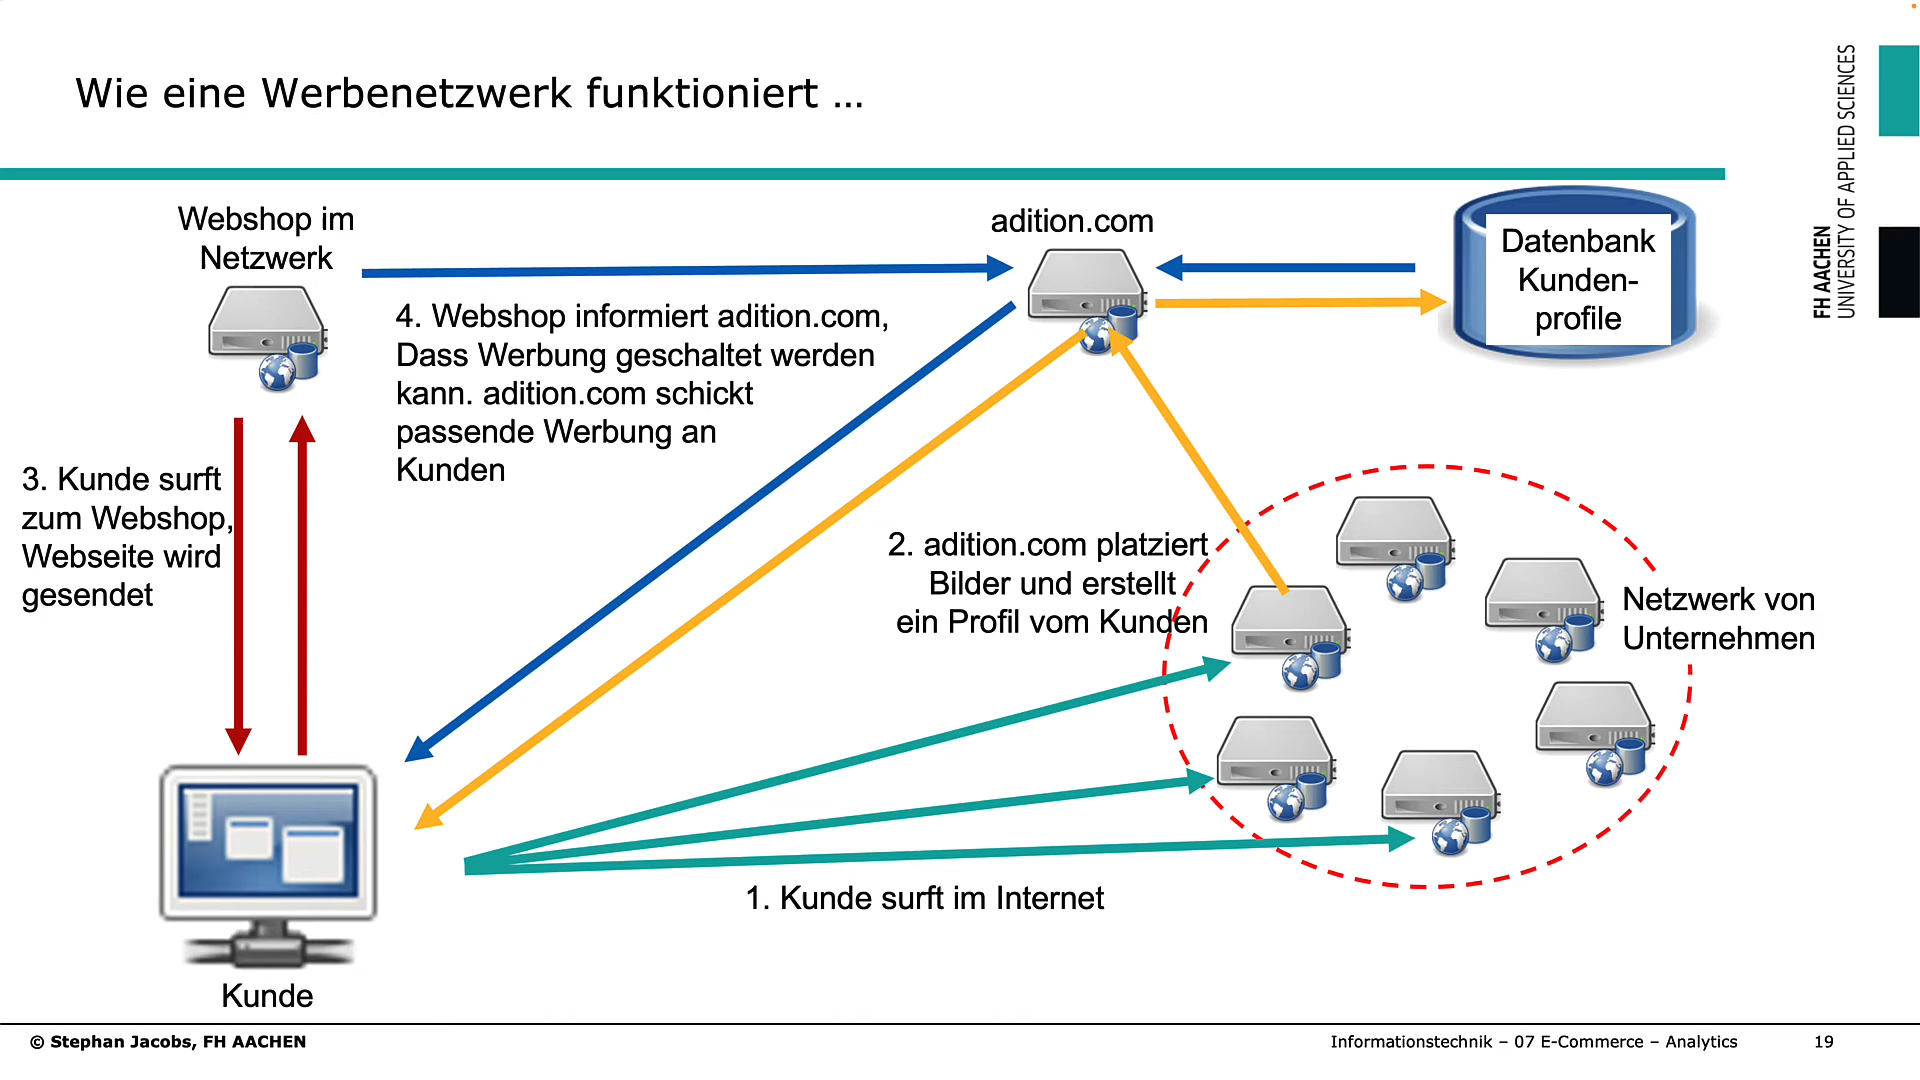 Wie eine Werbenetzwerk funktioniert …
FH AACHEN
UNIVERSITY OF APPLIED SCIENCES
Webshop im
Netzwerk
adition.com
Datenbank
Kunden-
profile
4. Webshop informiert adition.com,
Dass Werbung geschaltet werden
kann. adition.com schickt
passende Werbung an
Kunden
3. Kunde surft
zum Webshop,
Webseite wird
gesendet
2. adition.com platziert
Bilder und erstellt
ein Profil vom Kunden
Netzwerk von
Unternehmen
1. Kunde surft im Internet
Kunde
© Stephan Jacobs, FH AACHEN
Informationstechnik – 07 E-Commerce – Analytics
19